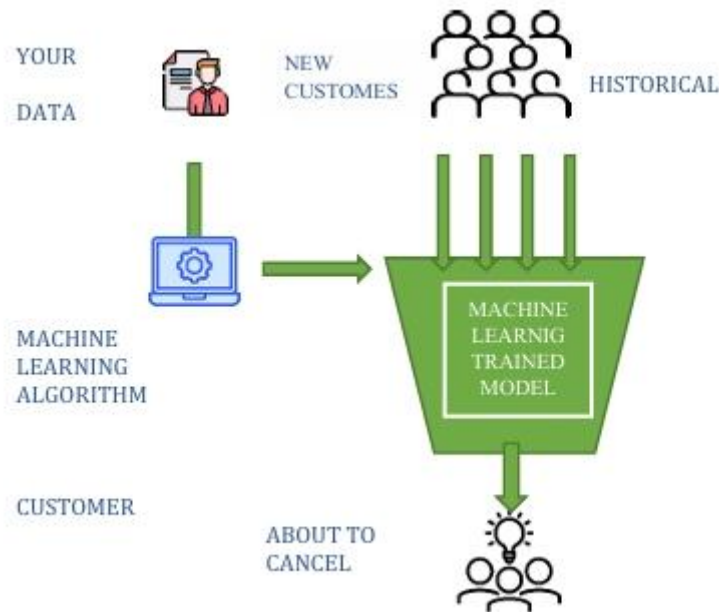 YOUR
DATA
NEW
CUSTOMES
HISTORICAL
MACHINE
LEARNING
ALGORITHM
MACHINE
LEARNIG
TRAINED
MODEL
CUSTOMER
ABOUT TO
CANCEL